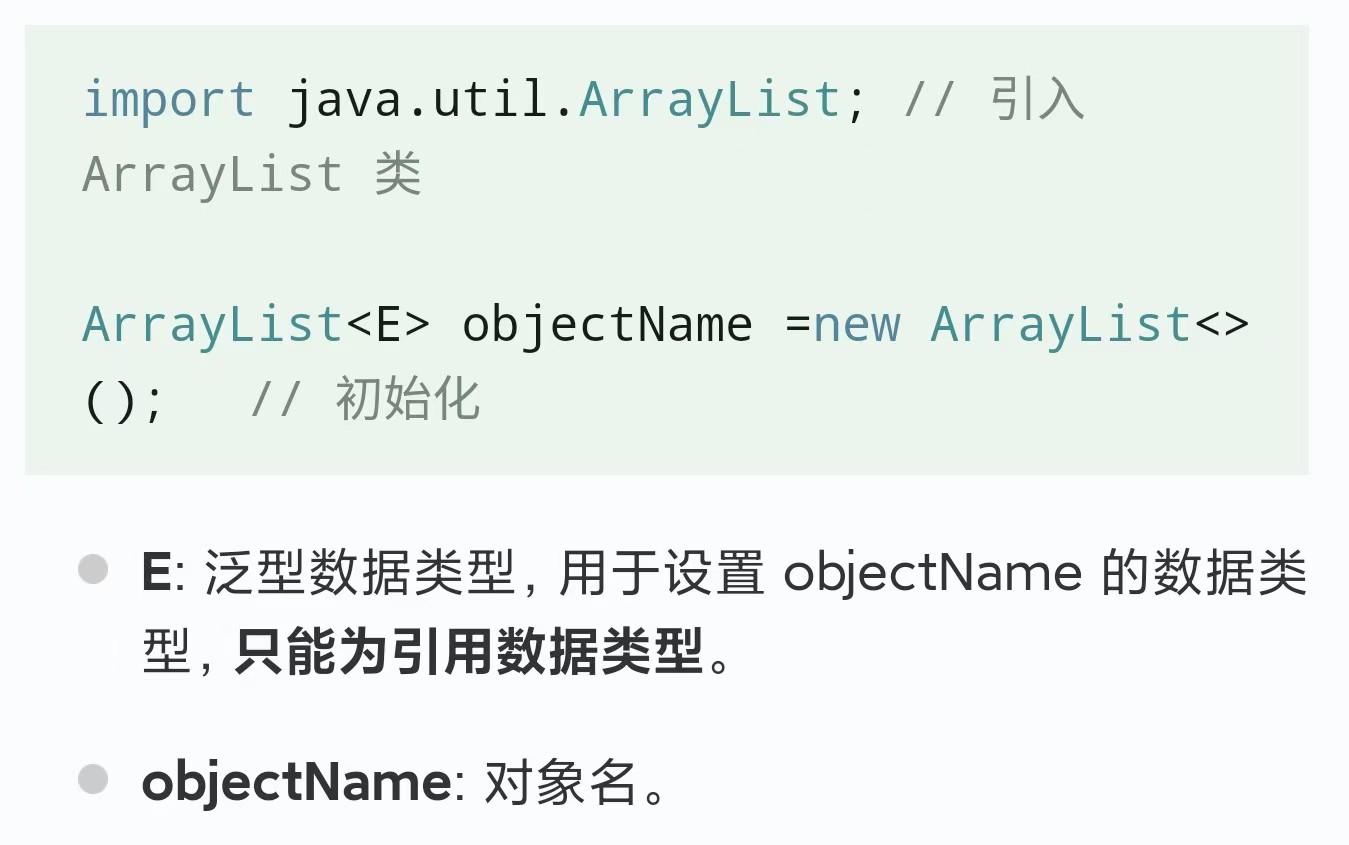 import java.util.ArrayList; // 引入
ArrayList 类
ArrayList<E> objectName =new ArrayList<>
();   // 初始化
E: 泛型数据类型，用于设置 objectName 的数据类
型，只能为引用数据类型。
objectName: 对象名。